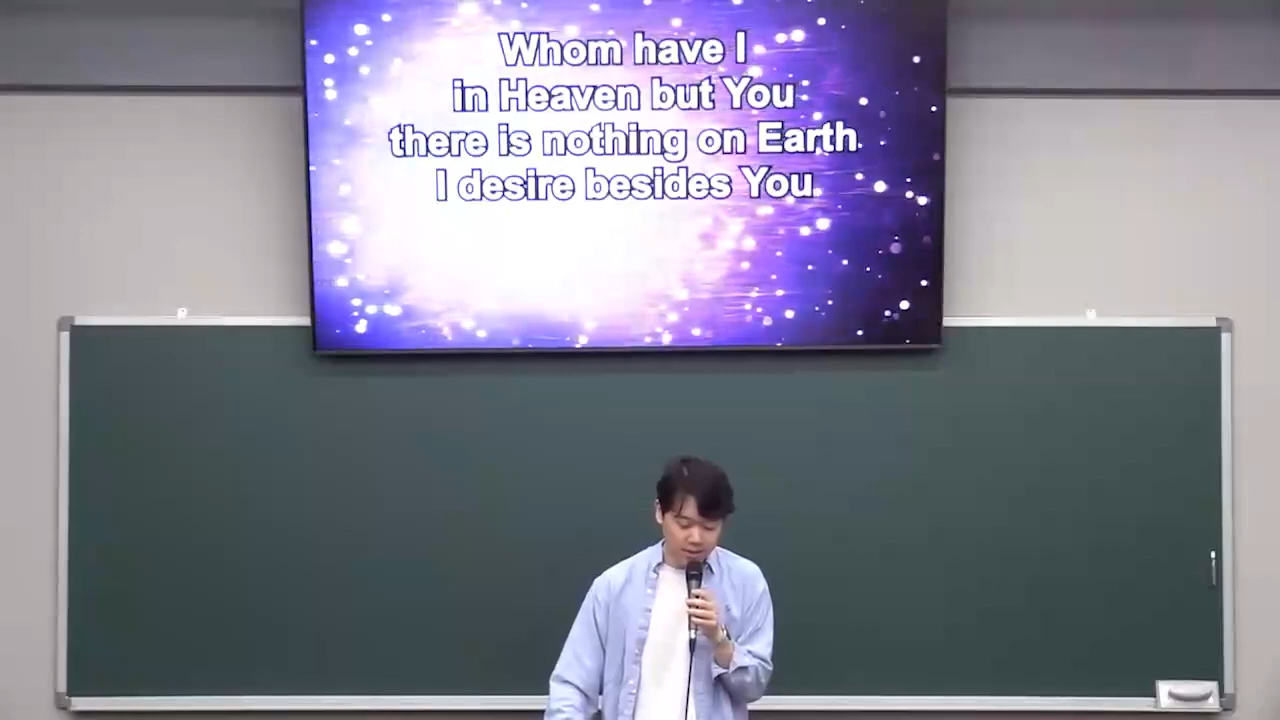 Whom have I
in Heaven but You
there is nothing on Earth
I desire besides You